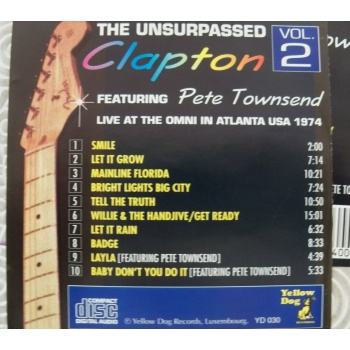 THE UNSURPASSED VOL. 2
Clapton
FEATURING Pete Townsend
LIVE AT THE OMNI IN ATLANTA USA 1974
1 SMILE 2:00
2 LET IT GROW 7:14
3 MAINLINE FLORIDA 10:21
4 BRIGHT LIGHTS BIG CITY 7:24
5 TELL THE TRUTH 10:50
6 WILLIE & THE HANDJIVE/GET READY 15:01
7 LET IT RAIN 6:32
8 BADGE 8:33
9 LAYLA [FEATURING PETE TOWNSEND] 4:39
10 BABY DON'T YOU DO IT [FEATURING PETE TOWNSEND] 5:33
COMPACT
disc
DIGITAL AUDIO
© Yellow Dog Records, Luxembourg. YD 030
Yellow
Dog